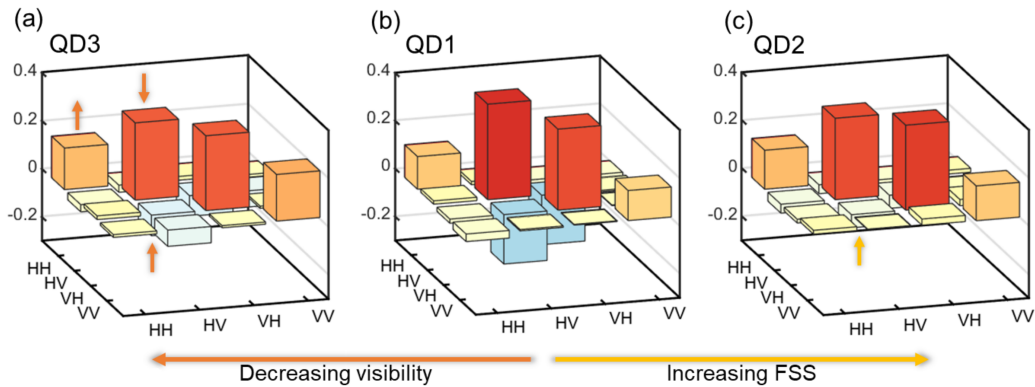 (a)
QD3
0.4
0.2
0
-0.2
HH
HV
VH
VV
HH
HV
VH
VV
(b)
QD1
HH
HV
VH
VV
(c)
QD2
0.4
0.2
0
-0.2
HH
HV
VH
VV
HH
HV
VH
VV
0.4
0.2
0
-0.2
HH
HV
VH
VV
Decreasing visibility
Increasing FSS